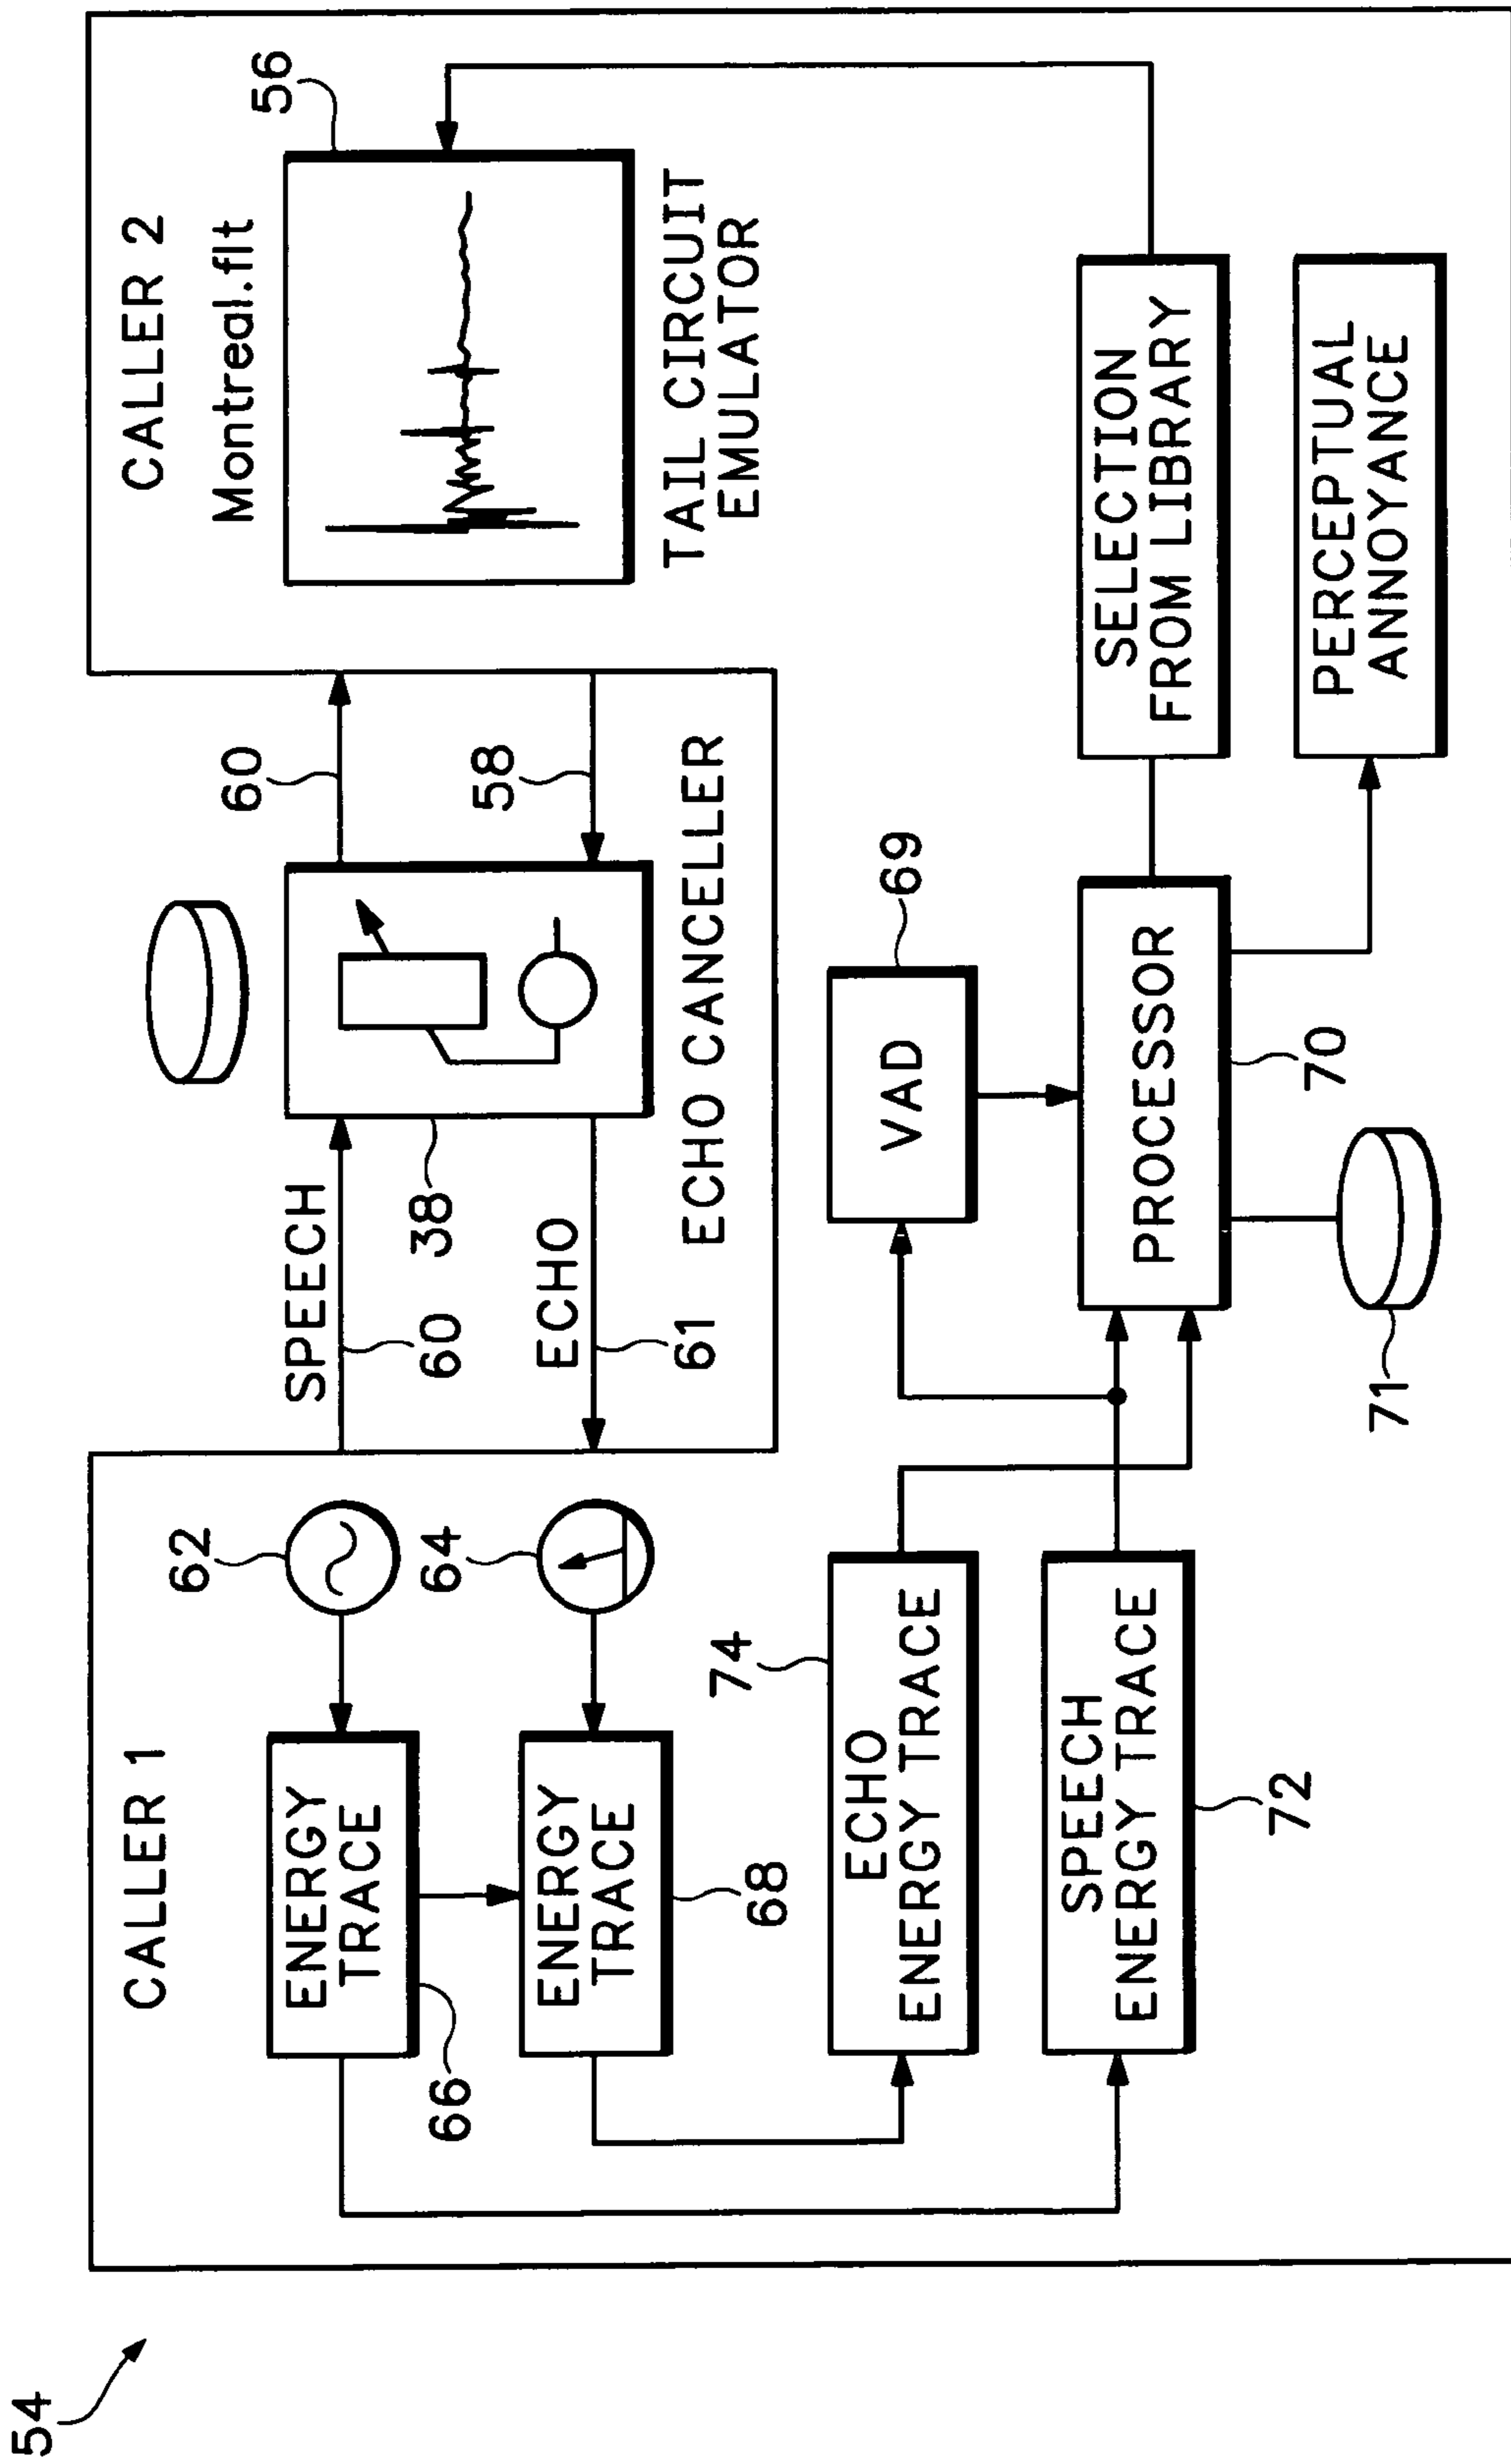 54
CALLER 1
62
ENERGY
TRACE
66
64
ENERGY
TRACE
68
74
ECHO
ENERGY TRACE
SPEECH
ENERGY TRACE
72
SPEECH
60
38
ECHO
61
ECHO CANCELLER
60
58
CALLER 2
Montreal.flt
56
TAIL CIRCUIT
EMULATOR
VAD
69
PROCESSOR
70
71
SELECTION
FROM LIBRARY
PERCEPTUAL
ANNOYANCE